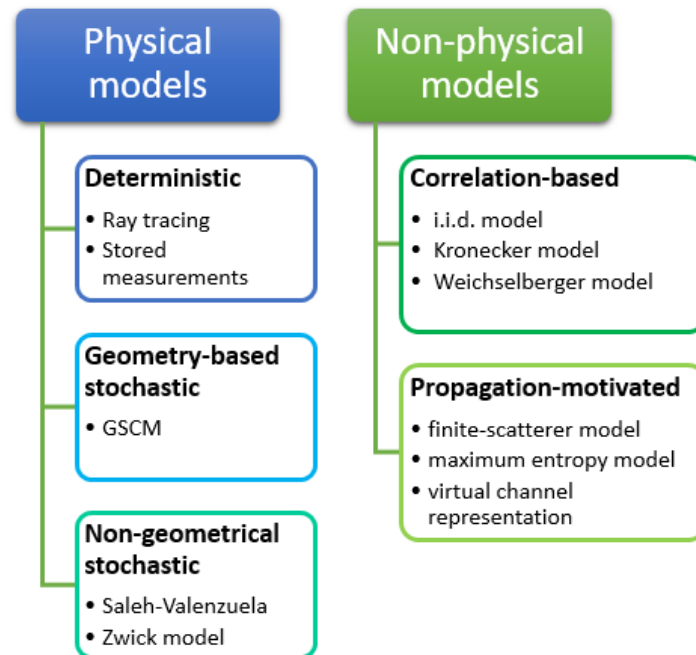 Physical
models
Deterministic
• Ray tracing
• Stored
measurements
Geometry-based
stochastic
• GSCM
Non-geometrical
stochastic
• Saleh-Valenzuela
• Zwick model
Non-physical
models
Correlation-based
• i.i.d. model
• Kronecker model
• Weichselberger model
Propagation-motivated
• finite-scatterer model
• maximum entropy model
• virtual channel
representation